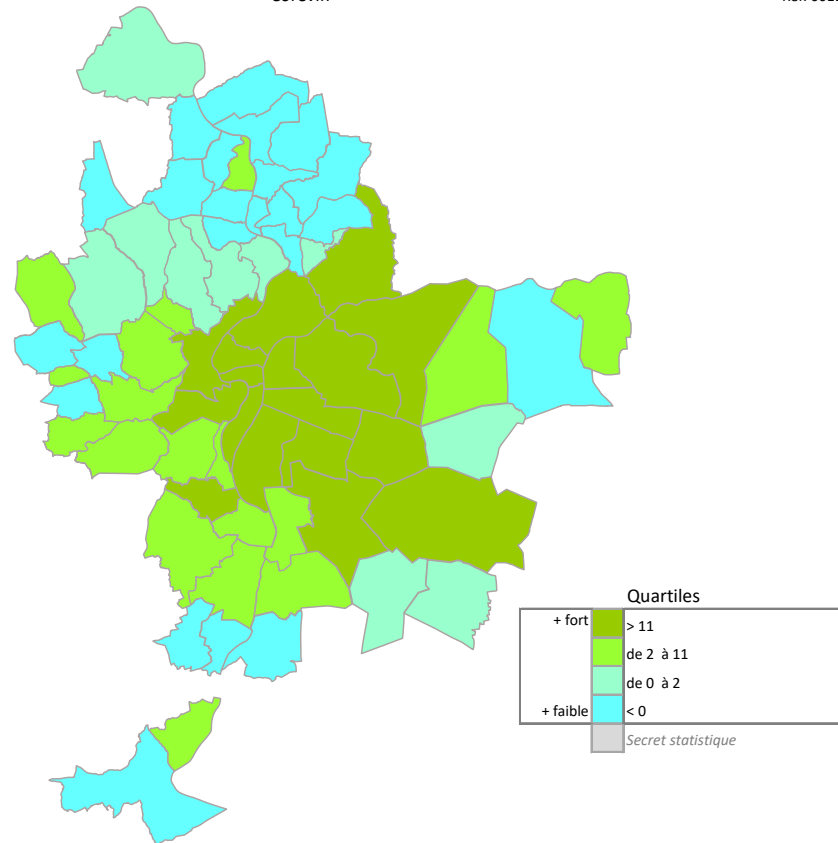 Quartiles
+ fort > 11
de 2 à 11
de 0 à 2
+ faible < 0
Secret statistique